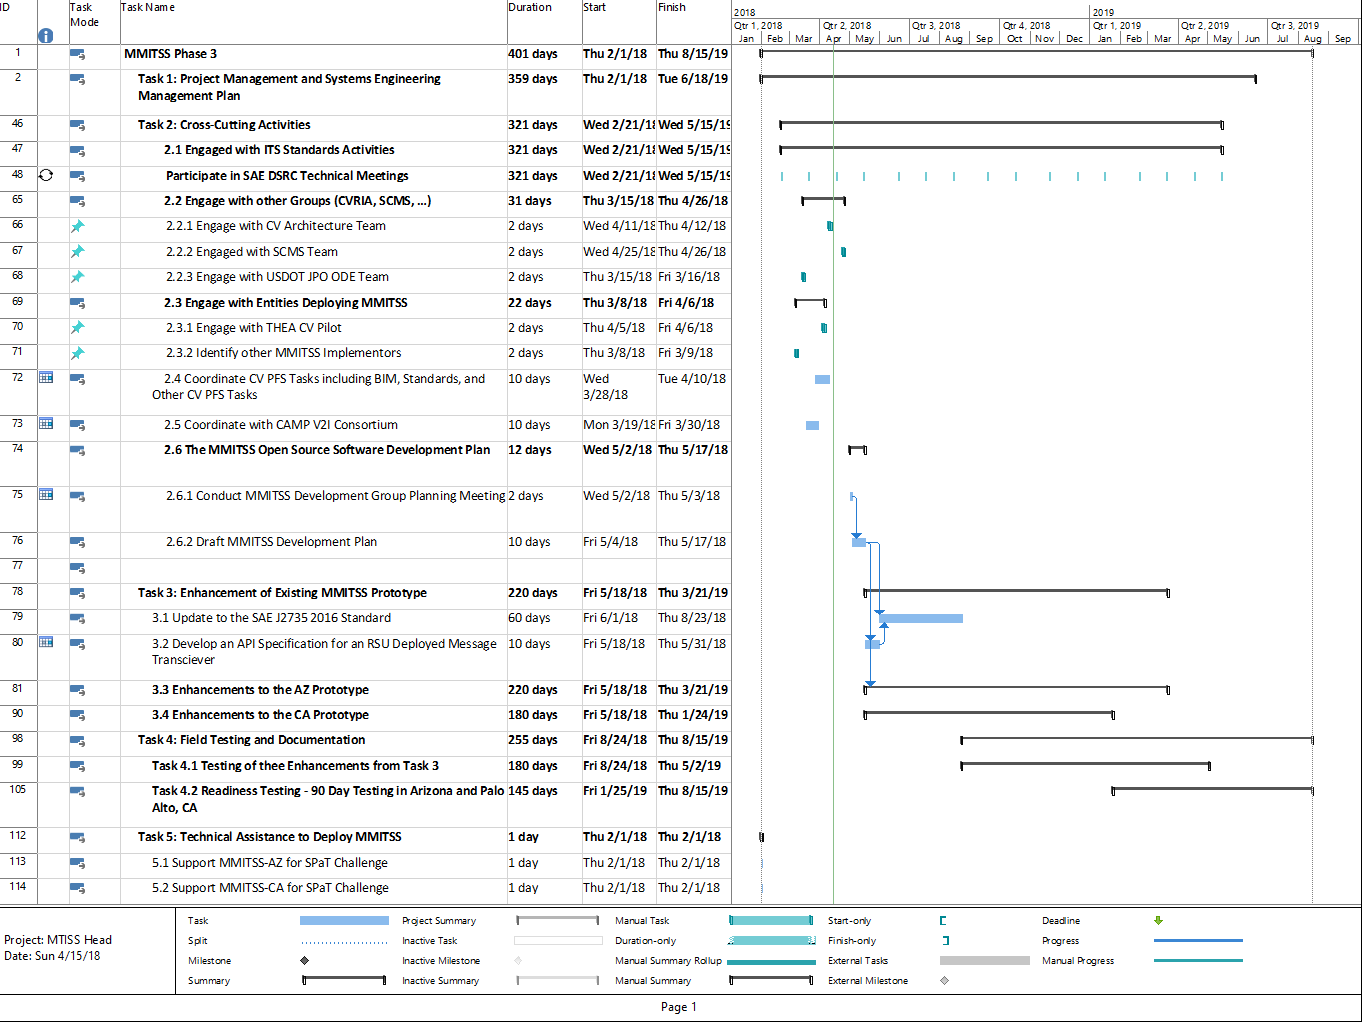 ID Task Mode Task Name Duration Start Finish
2018 2019
Qtr 1, 2018 Qtr 2, 2018 Qtr 3, 2018 Qtr 4, 2018 Qtr 1, 2019 Qtr 2, 2019 Qtr 3, 2019
Jan Feb Mar Apr May Jun Jul Aug Sep Oct Nov Dec Jan Feb Mar Apr May Jun Jul Aug Sep
1 MMITSS Phase 3 401 days Thu 2/1/18 Thu 8/15/19
2 Task 1: Project Management and Systems Engineering 359 days Thu 2/1/18 Tue 6/18/19
Management Plan
46 Task 2: Cross-Cutting Activities 321 days Wed 2/21/18 Wed 5/15/19
47 2.1 Engaged with ITS Standards Activities 321 days Wed 2/21/18 Wed 5/15/19
48 Participate in SAE DSRC Technical Meetings 321 days Wed 2/21/18 Wed 5/15/19
65 2.2 Engage with other Groups (CVRIA, SCMS, ...) 31 days Thu 3/15/18 Thu 4/26/18
66 2.2.1 Engage with CV Architecture Team 2 days Wed 4/11/18 Thu 4/12/18
67 2.2.2 Engaged with SCMS Team 2 days Wed 4/25/18 Thu 4/26/18
68 2.2.3 Engage with USDOT JPO ODE Team 2 days Thu 3/15/18 Fri 3/16/18
69 2.3 Engage with Entities Deploying MMITSS 22 days Thu 3/8/18 Fri 4/6/18
70 2.3.1 Engage with THEA CV Pilot 2 days Thu 4/5/18 Fri 4/6/18
71 2.3.2 Identify other MMITSS Implementors 2 days Thu 3/8/18 Fri 3/9/18
72 2.4 Coordinate CV PFS Tasks including BIM, Standards, and 10 days Wed Tue 4/10/18
Other CV PFS Tasks 3/28/18
73 2.5 Coordinate with CAMP V2I Consortium 10 days Mon 3/19/18 Fri 3/30/18
74 2.6 The MMITSS Open Source Software Development Plan 12 days Wed 5/2/18 Thu 5/17/18
75 2.6.1 Conduct MMITSS Development Group Planning Meeting 2 days Wed 5/2/18 Thu 5/3/18
76 2.6.2 Draft MMITSS Development Plan 10 days Fri 5/4/18 Thu 5/17/18
77
78 Task 3: Enhancement of Existing MMITSS Prototype 220 days Fri 5/18/18 Thu 3/21/19
79 3.1 Update to the SAE J2735 2016 Standard 60 days Fri 6/1/18 Thu 8/23/18
80 3.2 Develop an API Specification for an RSU Deployed Message 10 days Fri 5/18/18 Thu 5/31/18
Transciever
81 3.3 Enhancements to the AZ Prototype 220 days Fri 5/18/18 Thu 3/21/19
90 3.4 Enhancements to the CA Prototype 180 days Fri 5/18/18 Thu 1/24/19
98 Task 4: Field Testing and Documentation 255 days Fri 8/24/18 Thu 8/15/19
99 Task 4.1 Testing of thee Enhancements from Task 3 180 days Fri 8/24/18 Thu 5/2/19
105 Task 4.2 Readiness Testing - 90 Day Testing in Arizona and Palo 145 days Fri 1/25/19 Thu 8/15/19
Alto, CA
112 Task 5: Technical Assistance to Deploy MMITSS 1 day Thu 2/1/18 Thu 2/1/18
113 5.1 Support MMITSS-AZ for SPaT Challenge 1 day Thu 2/1/18 Thu 2/1/18
114 5.2 Support MMITSS-CA for SPaT Challenge 1 day Thu 2/1/18 Thu 2/1/18
Project: MTISS Head
Date: Sun 4/15/18
Task Project Summary Manual Task Start-only Deadline
Split Inactive Task Duration-only Finish-only Progress
Milestone Inactive Milestone Manual Summary Rollup External Tasks Manual Progress
Summary Inactive Summary Manual Summary External Milestone
Page 1